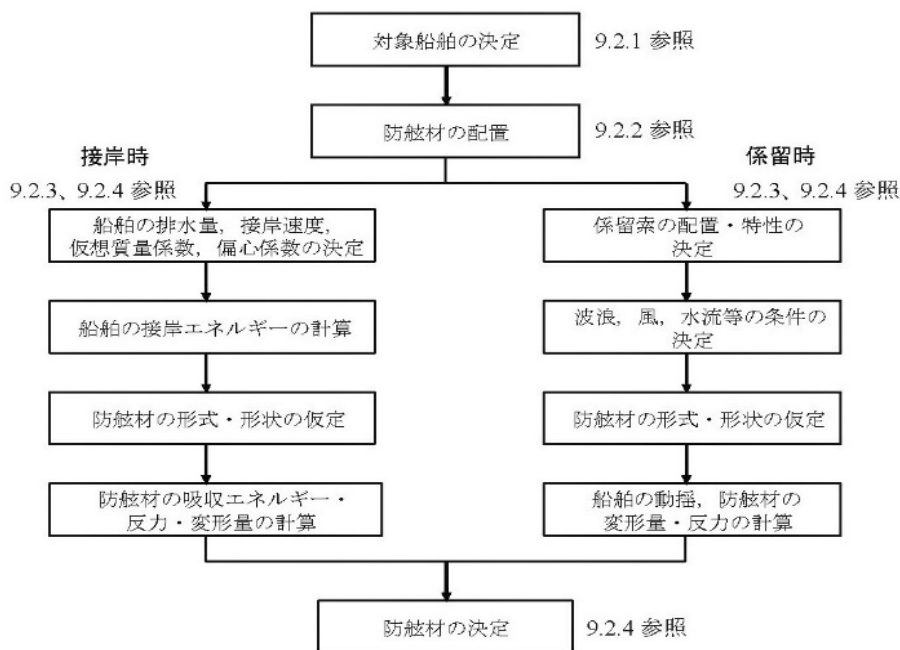 対象船舶の決定
9.2.1 参照
防舷材の配置
9.2.2 参照
接岸時
9.2.3、9.2.4 参照
船舶の排水量，接岸速度，
仮想質量係数，偏心係数の決定
船舶の接岸エネルギーの計算
防舷材の形式・形状の仮定
防舷材の吸収エネルギー・
反力・変形量の計算
係留時
9.2.3、9.2.4 参照
係留索の配置・特性の
決定
波浪，風，水流等の条件の
決定
防舷材の形式・形状の仮定
船舶の動揺，防舷材の
変形量・反力の計算
防舷材の決定
9.2.4 参照